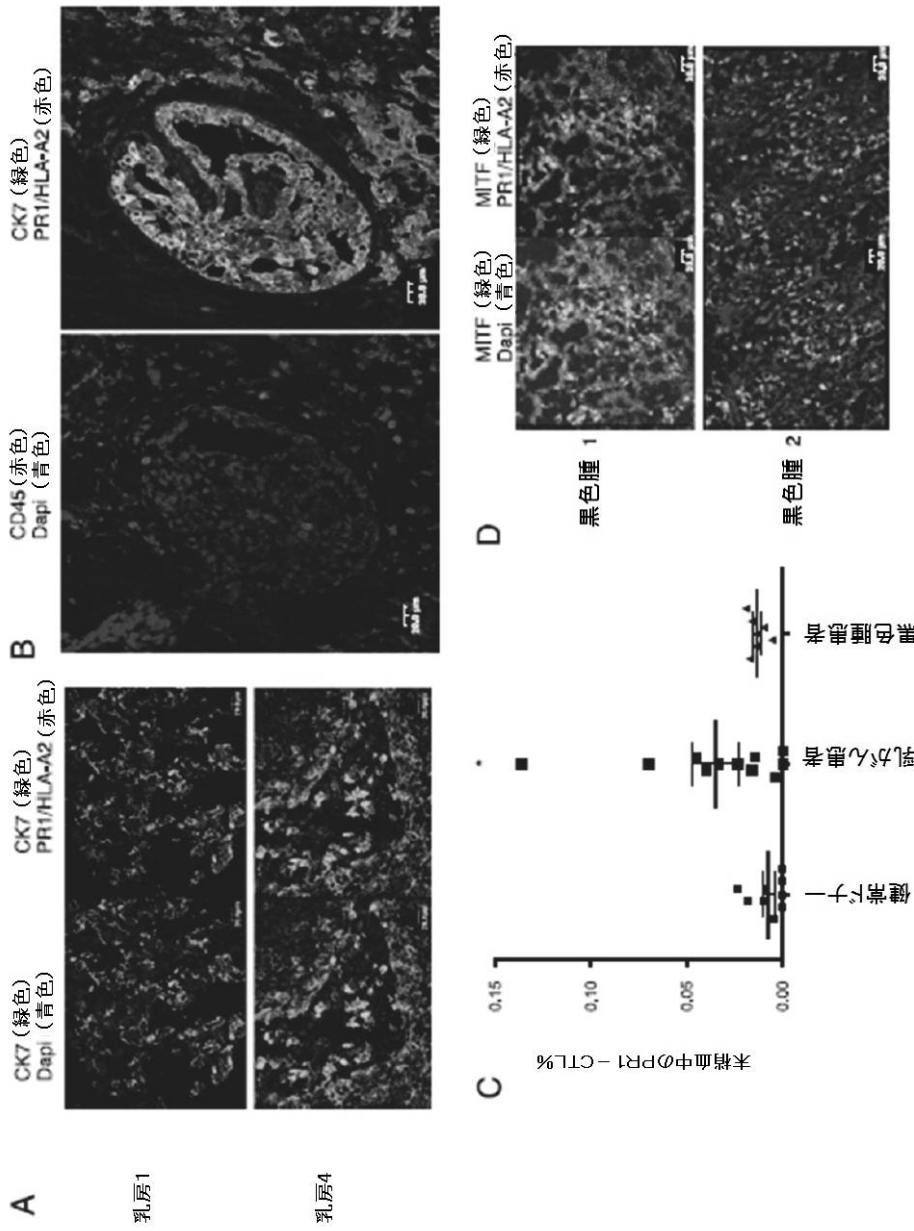 A
CK7 (緑色)
Dapi (青色)
CK7 (緑色)
PR1/HLA-A2 (赤色)
乳房1
乳房4
B
CD45 (赤色)
Dapi (青色)
CK7 (緑色)
PR1/HLA-A2 (赤色)
C
末梢血中のPR1-CTL%
0.15
0.10
0.05
0.00
*
健常ドナー
乳がん患者
黒色腫患者
D
MITF (緑色)
Dapi (青色)
MITF (緑色)
PR1/HLA-A2 (赤色)
黒色腫 1
黒色腫 2